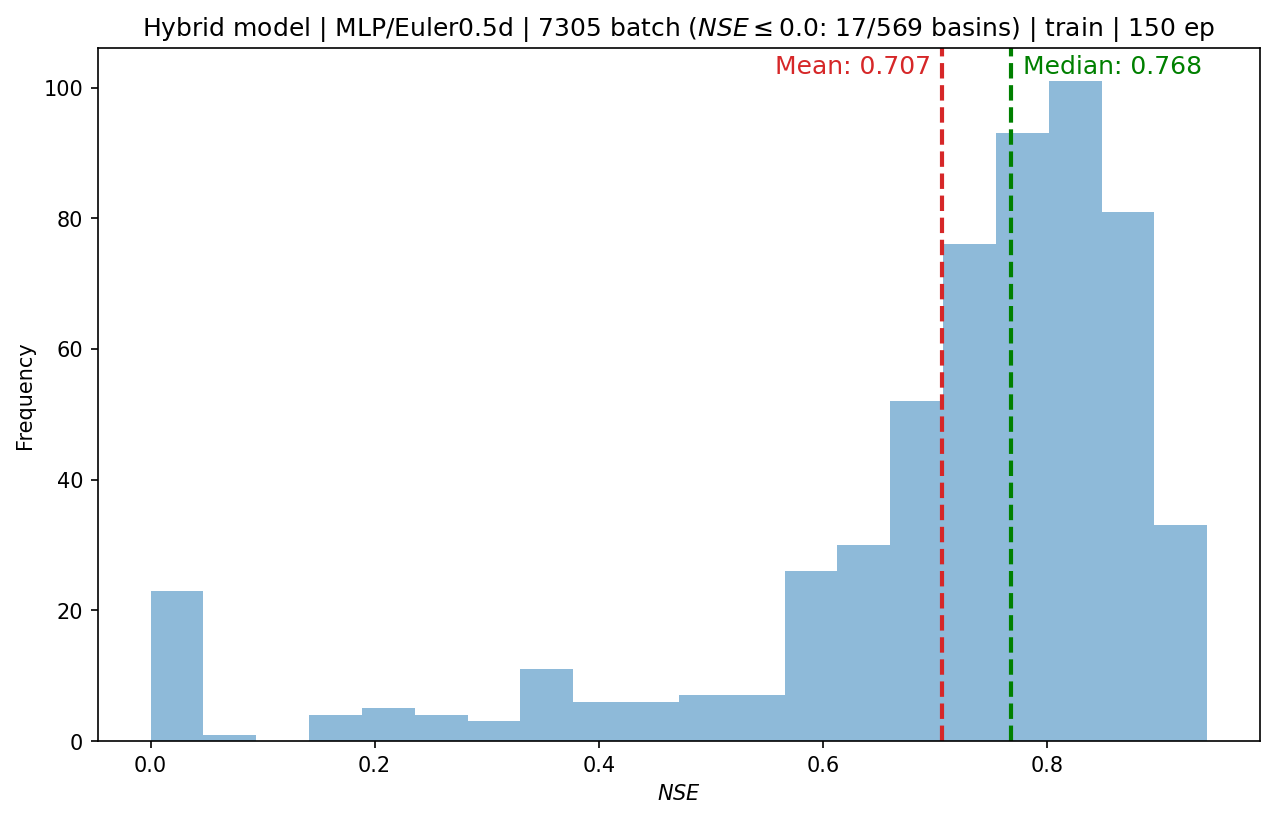 Hybrid model | MLP/Euler0.5d | 7305 batch (NSE ≤ 0.0: 17/569 basins) | train | 150 ep
Mean: 0.707
Median: 0.768
100
80
60
40
20
0
Frequency
0.0 0.2 0.4 0.6 0.8
NSE